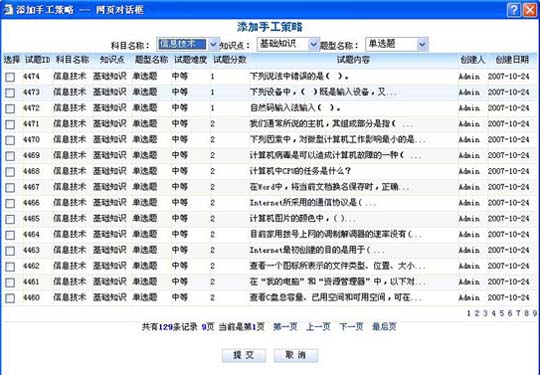 添加手工策略 -- 网页对话框
添加手工策略
科目名称： 信息技术 知识点： 基础知识 题型名称： 单选题
选择 试题ID 科目名称 知识点 题型名称 试题难度 试题分数 试题内容 创建人 创建日期
4474 信息技术 基础知识 单选题 中等 1 下列说法中错误的是( )。 Admin 2007-10-24
4473 信息技术 基础知识 单选题 中等 1 下列设备中，( )既是输入设备，又... Admin 2007-10-24
4472 信息技术 基础知识 单选题 中等 1 自然码输入法输入( )。 Admin 2007-10-24
4471 信息技术 基础知识 单选题 中等 2 我们通常所说的主机，其组成部分是指( Admin 2007-10-24
4470 信息技术 基础知识 单选题 中等 2 下列因素中，对微型计算机工作影响最小的是... Admin 2007-10-24
4469 信息技术 基础知识 单选题 中等 2 计算机病毒是可以造成计算机故障的一种( Admin 2007-10-24
4468 信息技术 基础知识 单选题 中等 2 计算机中CPU的任务是什么？ Admin 2007-10-24
4467 信息技术 基础知识 单选题 中等 2 在Word中，将当前文档换名保存时，正确... Admin 2007-10-24
4466 信息技术 基础知识 单选题 中等 2 Internet所采用的通信协议是(... Admin 2007-10-24
4465 信息技术 基础知识 单选题 中等 2 计算机图片的颜色中，( )... Admin 2007-10-24
4464 信息技术 基础知识 单选题 中等 2 目前家用拨号上网的调制解调器的速率没有(... Admin 2007-10-24
4463 信息技术 基础知识 单选题 中等 2 Internet最初创建的目的是用于(... Admin 2007-10-24
4462 信息技术 基础知识 单选题 中等 2 查看一个图标所表示的文件类型、位置、大小... Admin 2007-10-24
4461 信息技术 基础知识 单选题 中等 2 在“我的电脑”和“资源管理器”中，以下对... Admin 2007-10-24
4460 信息技术 基础知识 单选题 中等 2 查看C盘总容量、已用空间和可用空间，可在... Admin 2007-10-24
1 2 3 4 5 6 7 8 9
共有129条记录 9页 当前是第1页 第一页 上一页 下一页 最后页
提 交 取 消